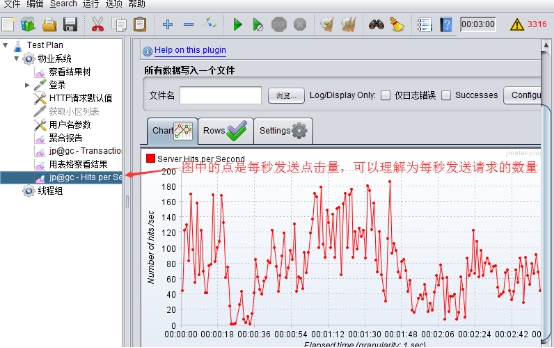 文件 编辑 Search 运行 选项 帮助
00:03:00 3316
Test Plan
物业系统
察看结果树
登录
HTTP请求默认值
获取小区列表
用户名参数
聚合报告
jp@gc - Transaction
用表格察看结果
jp@gc - Hits per Se
线程组
Help on this plugin
所有数据写入一个文件
文件名 浏览... Log/Display Only: 仅日志错误 Successes Configu
Chart Rows Settings
Server Hits per Second
图中的点是每秒发送点击量，可以理解为每秒发送请求的数量
Number of hits /sec
200
180
160
140
120
100
80
60
40
20
0
00:00:00 00:00:18 00:00:36 00:00:54 00:01:12 00:01:30 00:01:48 00:02:06 00:02:24 00:02:42 00:0
Elapsed time (granularity: 1 sec)